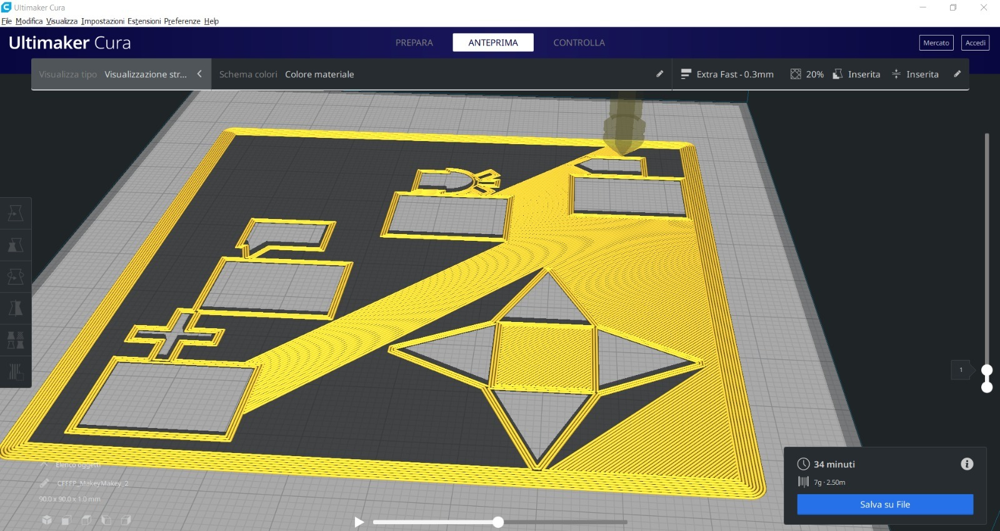 Ultimaker Cura
File Modifica Visualizza Impostazioni Estensioni Preferenze Help
Ultimaker Cura
PREPARA ANTEPRIMA CONTROLLA
Mercato Accedi
Visualizza tipo Visualizzazione str... Schema colori Colore materiale Extra Fast - 0.3mm 20% Inserita Inserita
1
Elenco oggetti
CFFFP_MakeyMakey_2
90.0 x 90.0 x 1.0 mm
34 minuti
7g · 2.50m
Salva su File